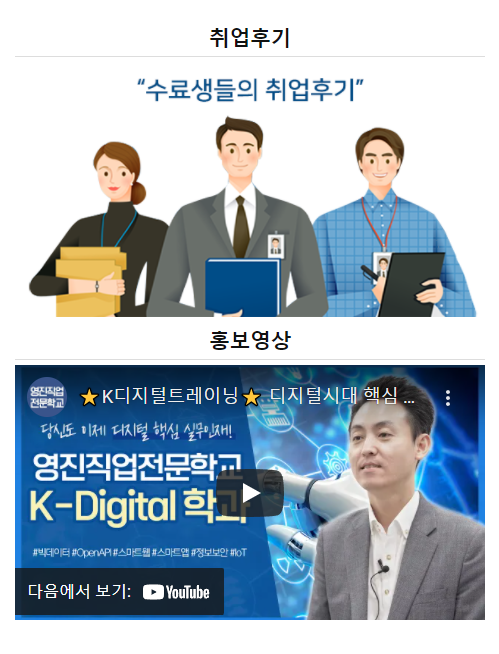 취업후기
“수료생들의 취업후기”
홍보영상
영진직업
전문학교
⭐K디지털트레이닝⭐ 디지털시대 핵심 ...
당신도 이제 디지털 핵심 실무인재!
영진직업전문학교
K-Digital 학과
#빅데이터 #OpenAPI #스마트웹 #스마트앱 #정보보안 #IoT
다음에서 보기: YouTube